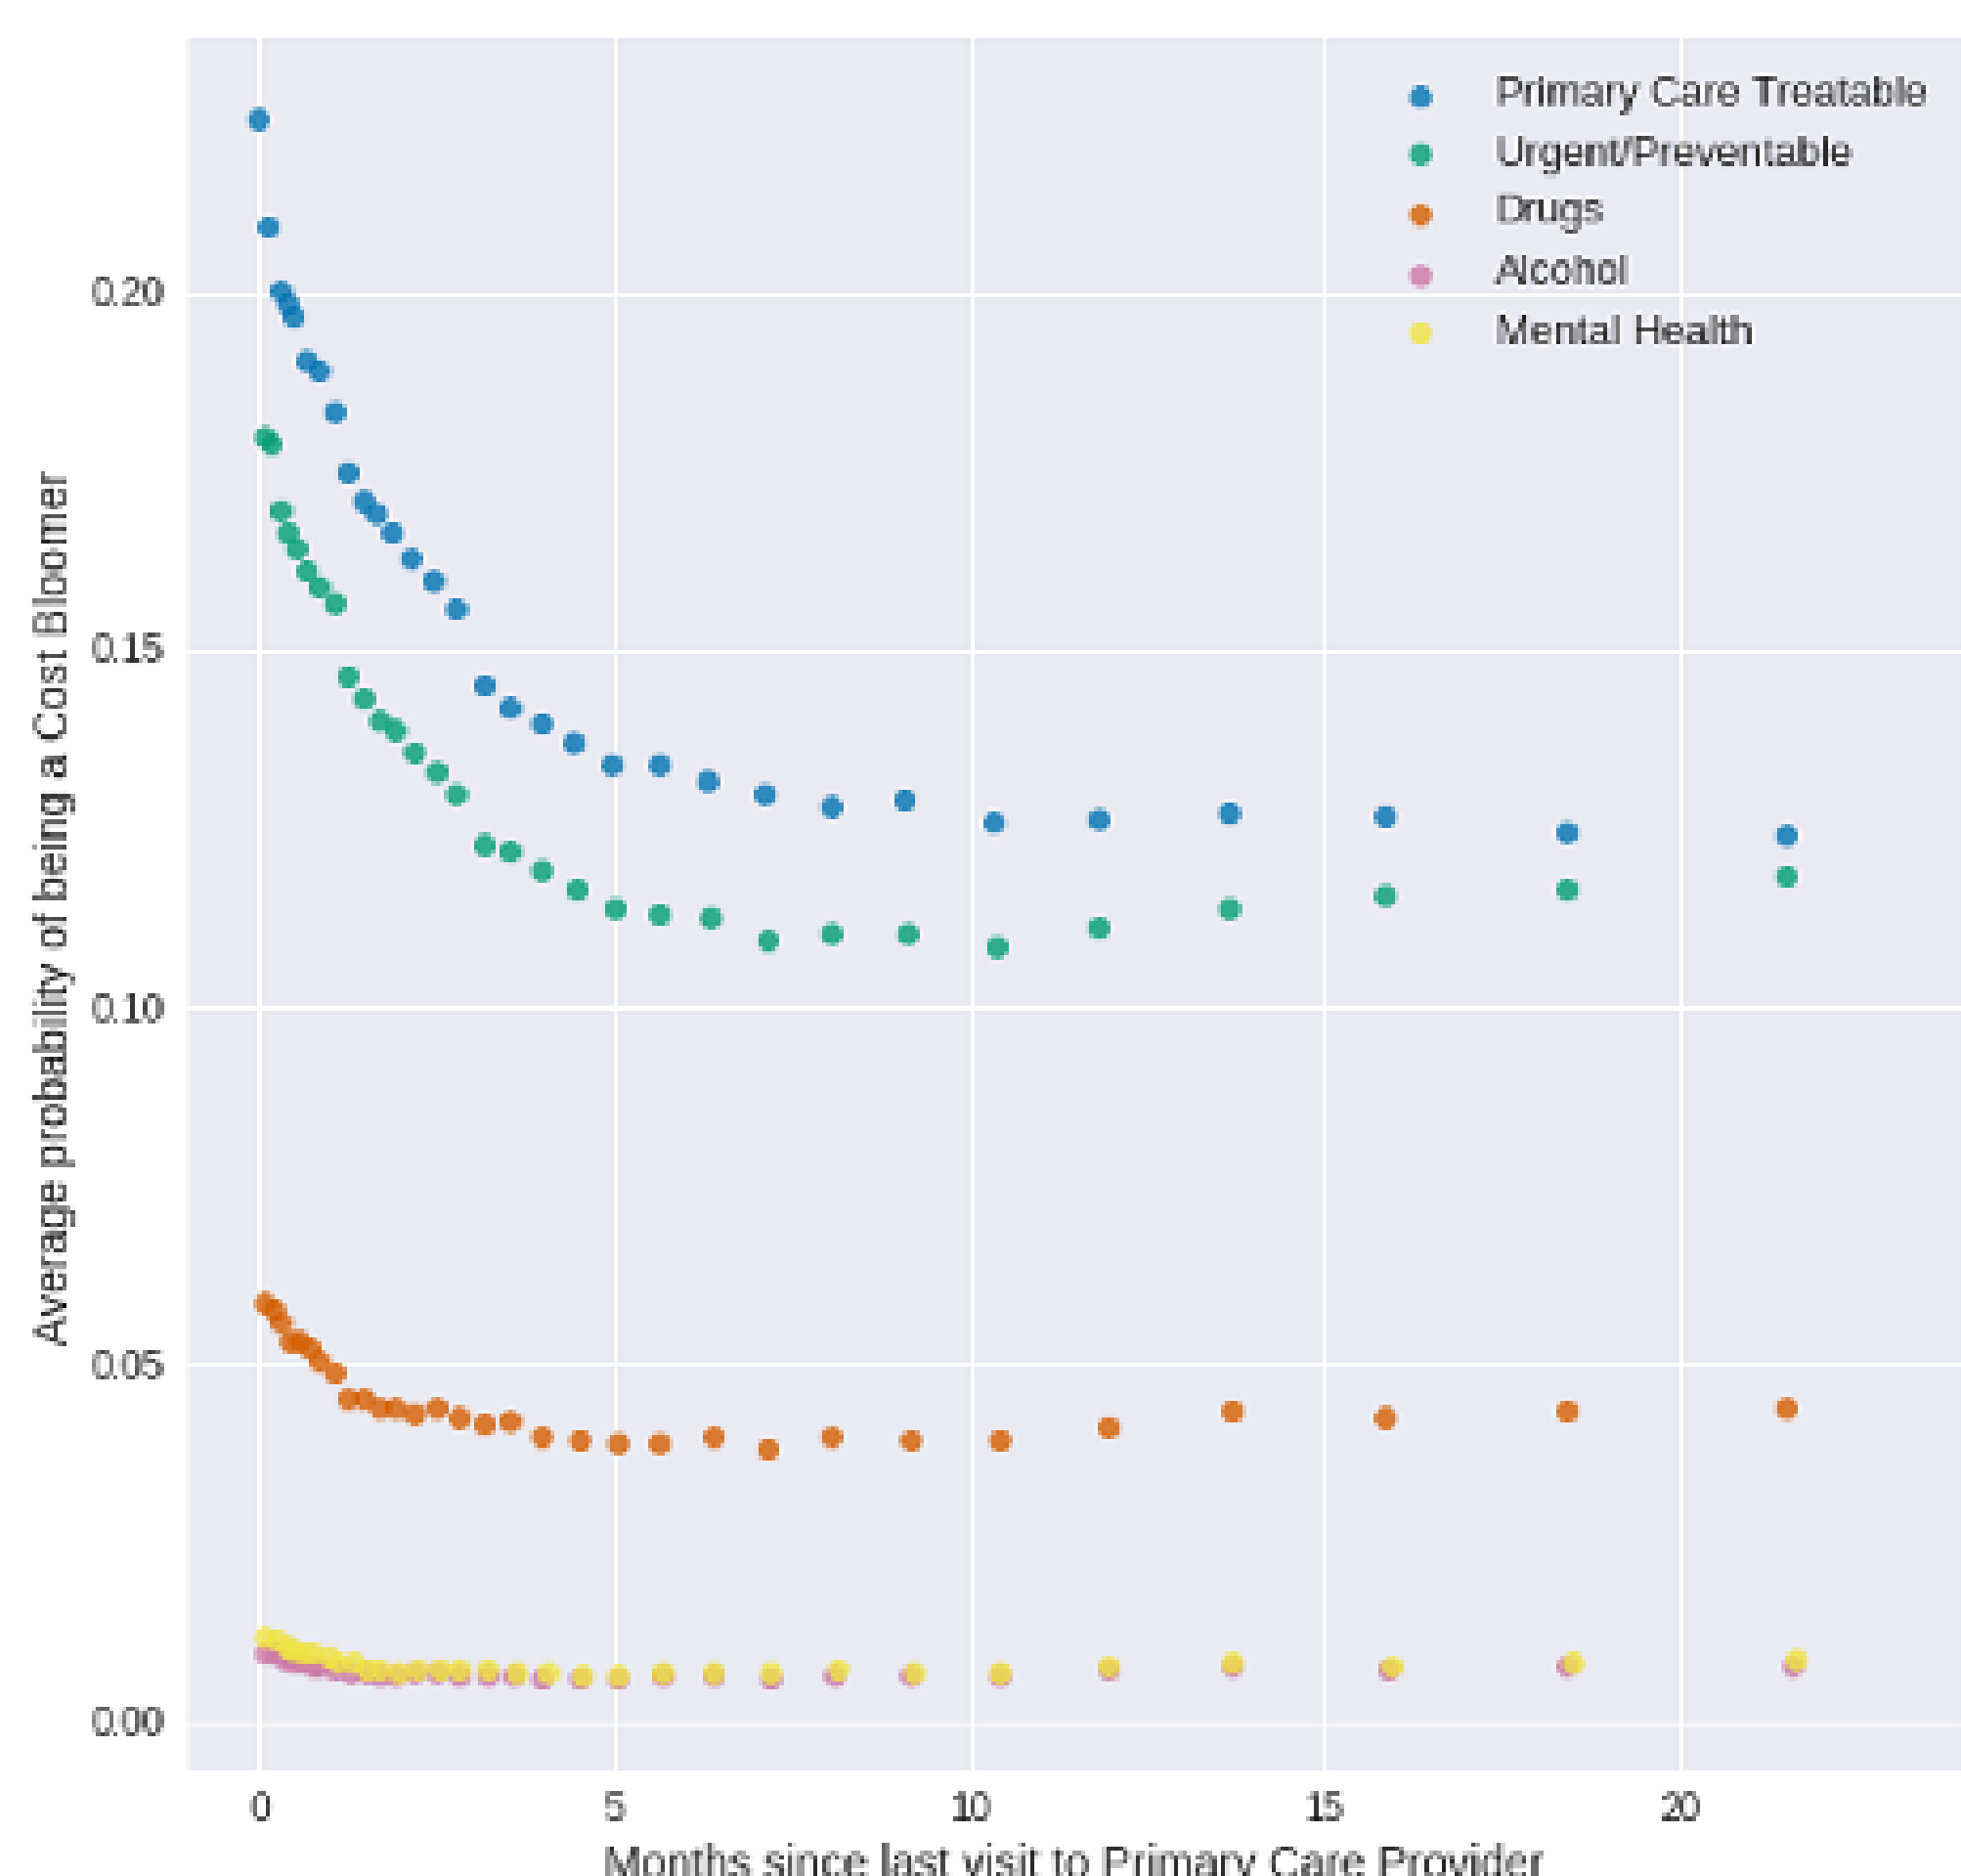 Primary Care Treatable
Urgent/Preventable
Drugs
Alcohol
Mental Health
Average probability of being a Cost Bloomer
0.20
0.15
0.10
0.05
0.00
0
5
10
15
20
Months since last visit to Primary Care Provider